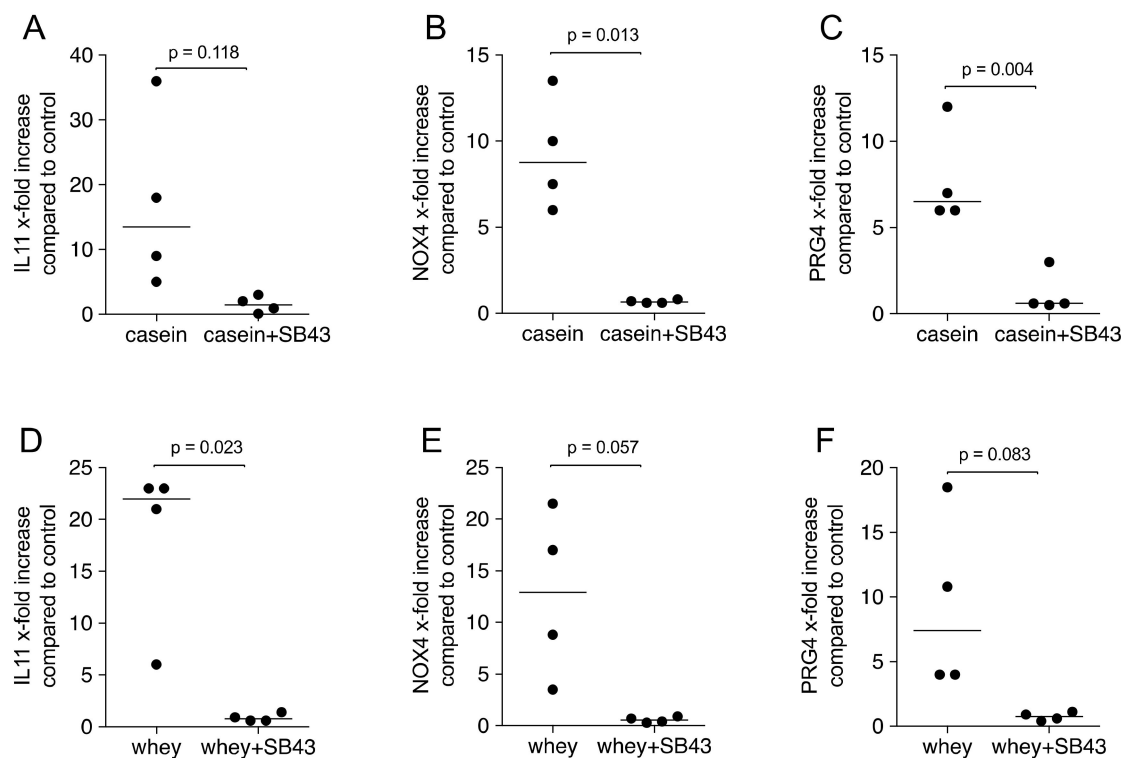 A
p = 0.118
IL11 x-fold increase
compared to control
40
30
20
10
0
casein
casein+SB43
B
p = 0.013
NOX4 x-fold increase
compared to control
15
10
5
0
casein
casein+SB43
C
p = 0.004
PRG4 x-fold increase
compared to control
15
10
5
0
casein
casein+SB43
D
p = 0.023
IL11 x-fold increase
compared to control
25
20
15
10
5
0
whey
whey+SB43
E
p = 0.057
NOX4 x-fold increase
compared to control
25
20
15
10
5
0
whey
whey+SB43
F
p = 0.083
PRG4 x-fold increase
compared to control
20
15
10
5
0
whey
whey+SB43